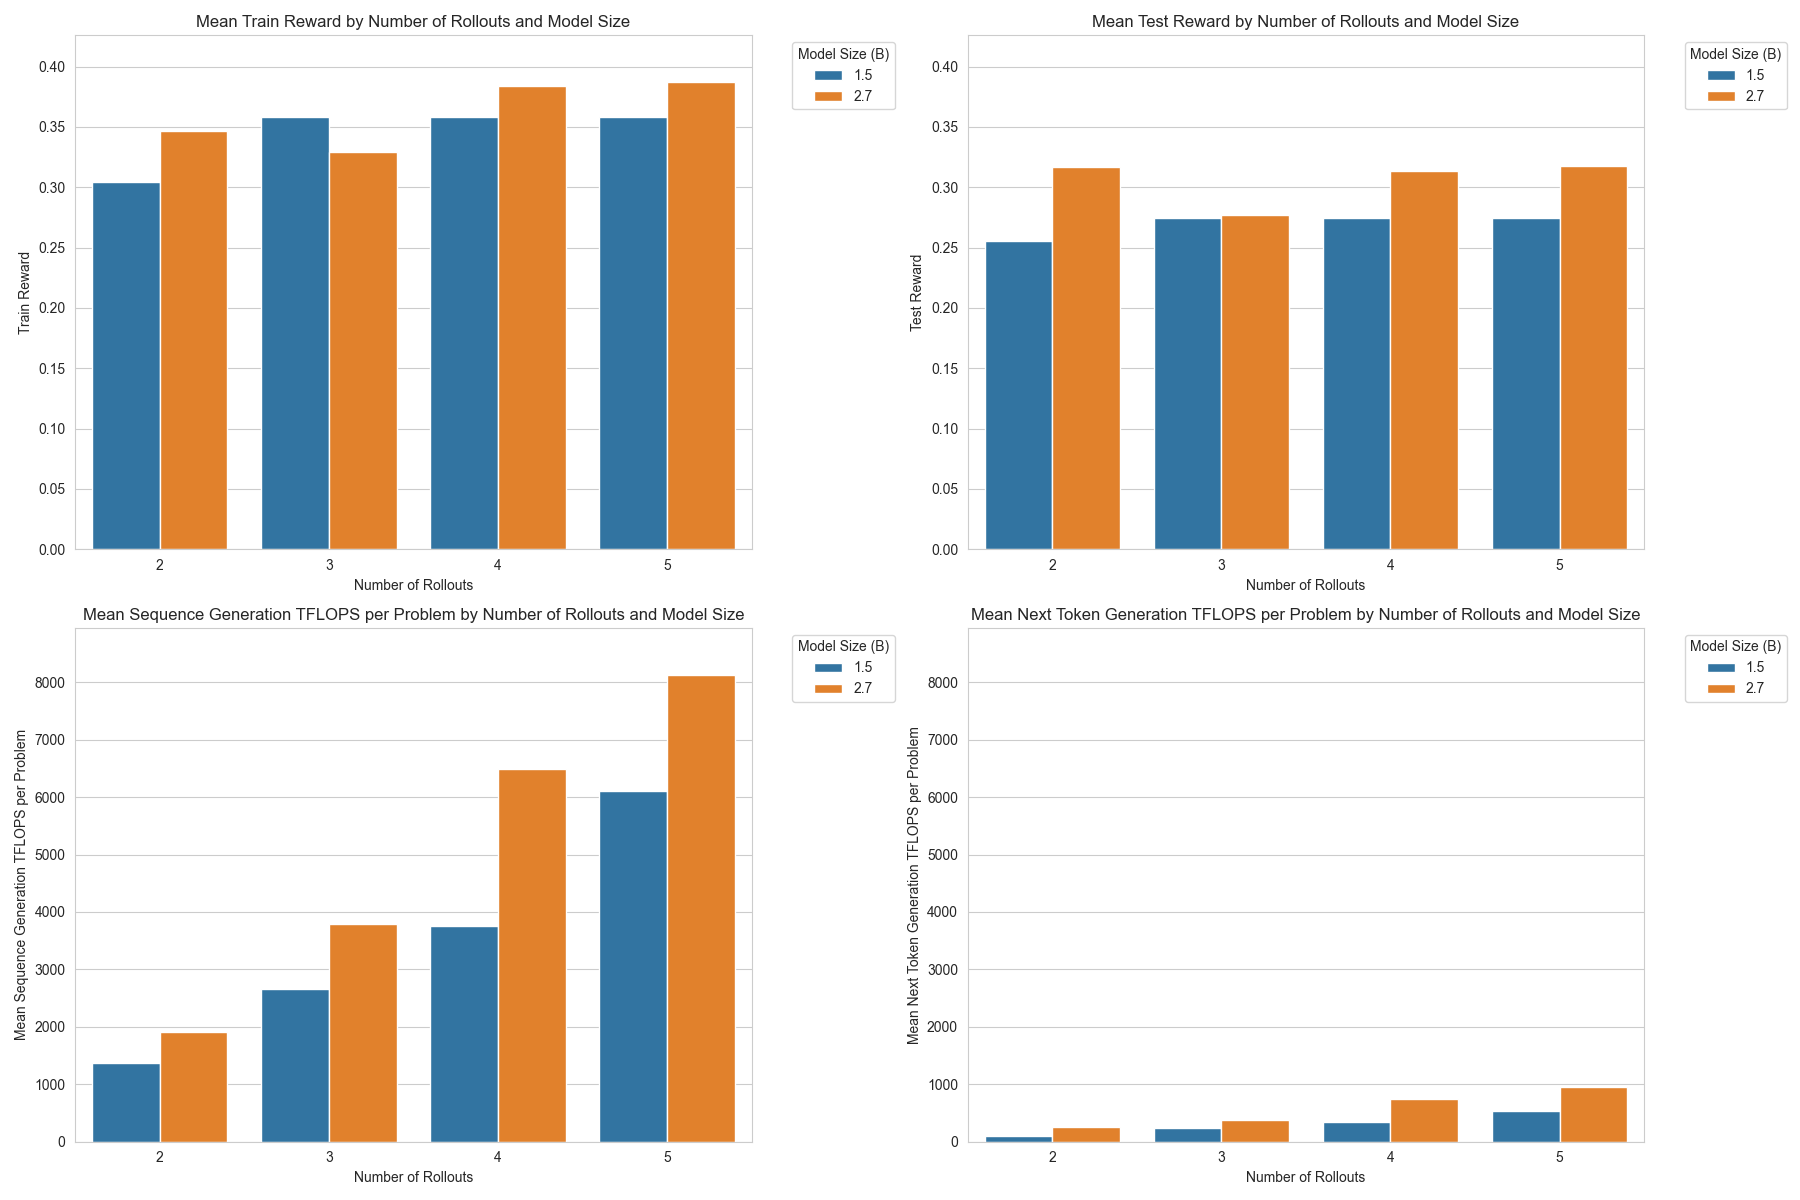 Mean Train Reward by Number of Rollouts and Model Size
Train Reward
0.40
0.35
0.30
0.25
0.20
0.15
0.10
0.05
0.00
2 3 4 5
Number of Rollouts
Model Size (B)
1.5
2.7
Mean Test Reward by Number of Rollouts and Model Size
Test Reward
0.40
0.35
0.30
0.25
0.20
0.15
0.10
0.05
0.00
2 3 4 5
Number of Rollouts
Model Size (B)
1.5
2.7
Mean Sequence Generation TFLOPS per Problem by Number of Rollouts and Model Size
Mean Sequence Generation TFLOPS per Problem
8000
7000
6000
5000
4000
3000
2000
1000
0
2 3 4 5
Number of Rollouts
Model Size (B)
1.5
2.7
Mean Next Token Generation TFLOPS per Problem by Number of Rollouts and Model Size
Mean Next Token Generation TFLOPS per Problem
8000
7000
6000
5000
4000
3000
2000
1000
0
2 3 4 5
Number of Rollouts
Model Size (B)
1.5
2.7